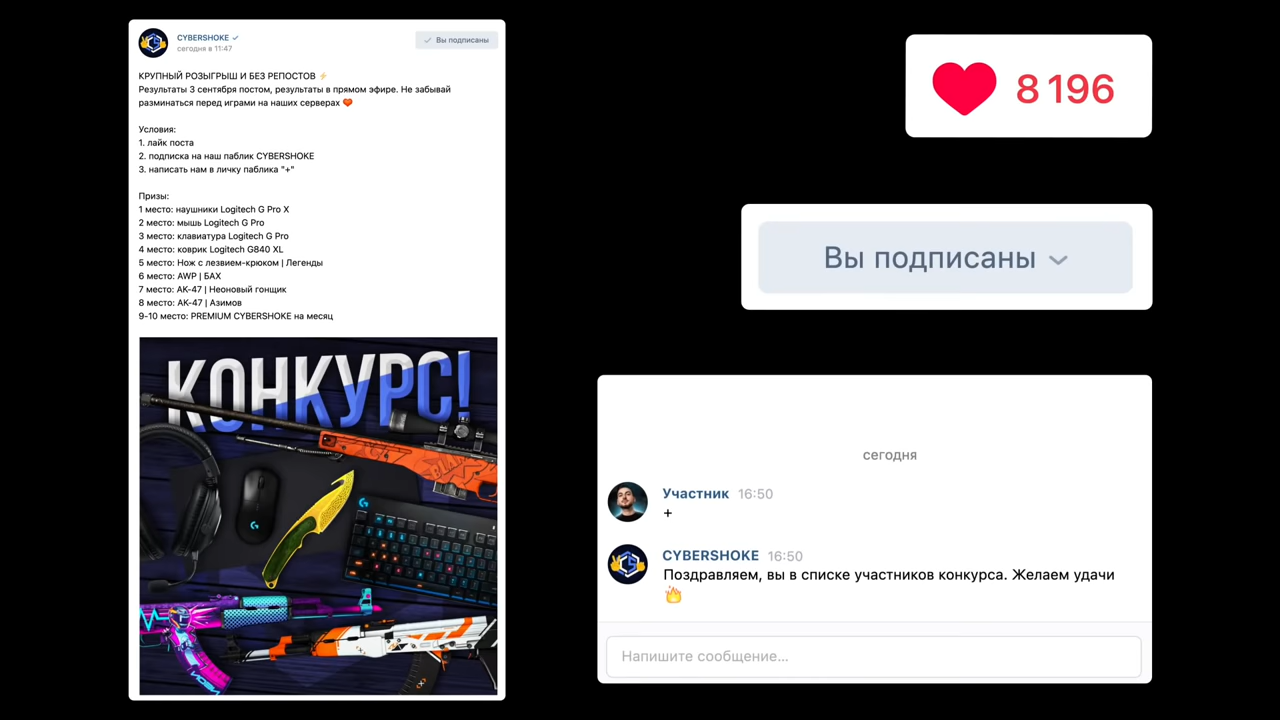 CYBERSHOKE
сегодня в 11:47
Вы подписаны
КРУПНЫЙ РОЗЫГРЫШ И БЕЗ РЕПОСТОВ ⚡
Результаты 3 сентября постом, результаты в прямом эфире. Не забывай
разминаться перед играми на наших серверах ❤️
Условия:
1. лайк поста
2. подписка на наш паблик CYBERSHOKE
3. написать нам в личку паблика "+"
Призы:
1 место: наушники Logitech G Pro X
2 место: мышь Logitech G Pro
3 место: клавиатура Logitech G Pro
4 место: коврик Logitech G840 XL
5 место: Нож с лезвием-крюком | Легенды
6 место: AWP | БАХ
7 место: АК-47 | Неоновый гонщик
8 место: АК-47 | Азимов
9-10 место: PREMIUM CYBERSHOKE на месяц
КОНКУРС!
8 196
Вы подписаны
сегодня
Участник 16:50
+
CYBERSHOKE 16:50
Поздравляем, вы в списке участников конкурса. Желаем удачи
🔥
Напишите сообщение...